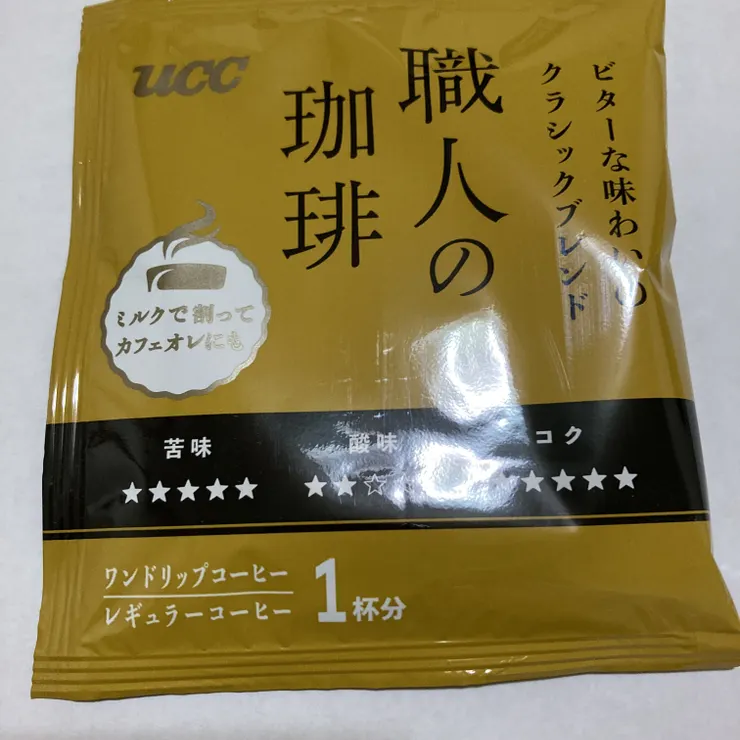 ucc
職人の
珈琲
ビターな味わいの
クラシックブレンド
ミルクで割って
カフェオレにも
苦味
酸味
コク
★★★★★
★★☆
★★★★★
ワンドリップコーヒー
レギュラーコーヒー
1杯分